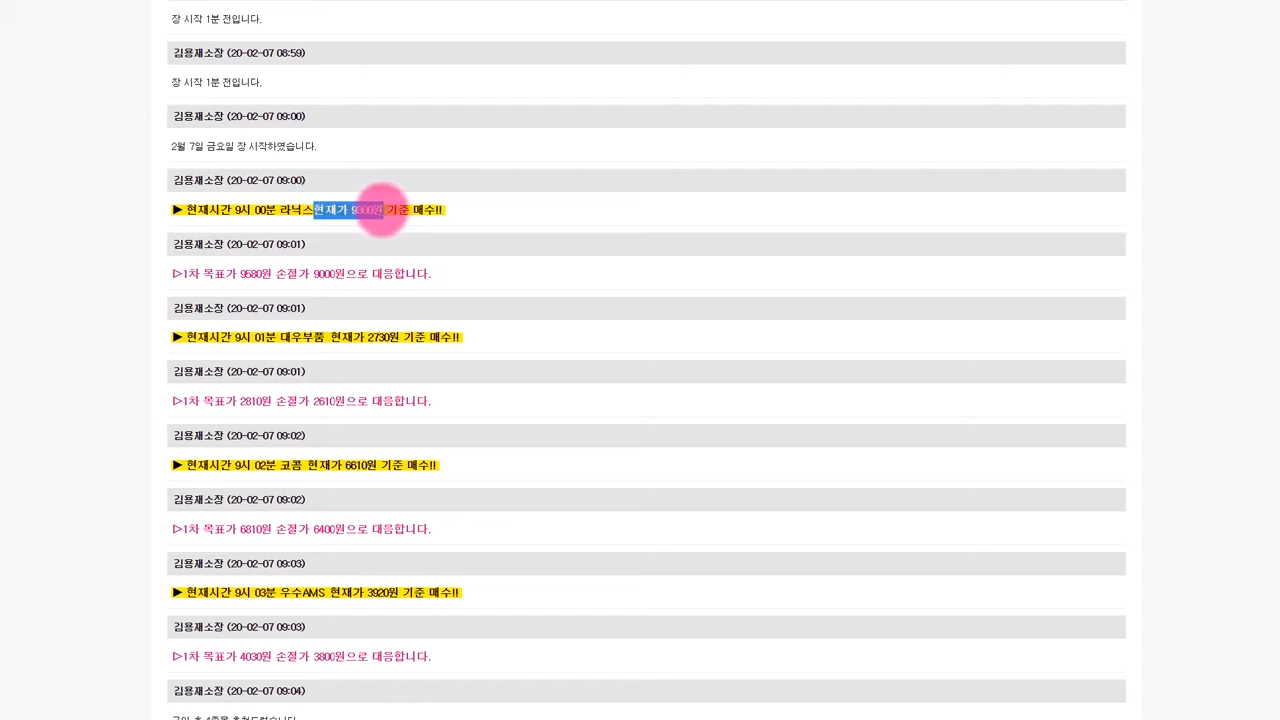 장 시작 1분 전입니다.
김용재소장 (20-02-07 08:59)
장 시작 1분 전입니다.
김용재소장 (20-02-07 09:00)
2월 7일 금요일 장 시작하였습니다.
김용재소장 (20-02-07 09:00)
▶ 현재시간 9시 00분 라닉스현재가 9300원 기준 매수!!
김용재소장 (20-02-07 09:01)
▷1차 목표가 9580원 손절가 9000원으로 대응합니다.
김용재소장 (20-02-07 09:01)
▶ 현재시간 9시 01분 대우부품 현재가 2730원 기준 매수!!
김용재소장 (20-02-07 09:01)
▷1차 목표가 2810원 손절가 2610원으로 대응합니다.
김용재소장 (20-02-07 09:02)
▶ 현재시간 9시 02분 코콤 현재가 6610원 기준 매수!!
김용재소장 (20-02-07 09:02)
▷1차 목표가 6810원 손절가 6400원으로 대응합니다.
김용재소장 (20-02-07 09:03)
▶ 현재시간 9시 03분 우수AMS 현재가 3920원 기준 매수!!
김용재소장 (20-02-07 09:03)
▷1차 목표가 4030원 손절가 3800원으로 대응합니다.
김용재소장 (20-02-07 09:04)